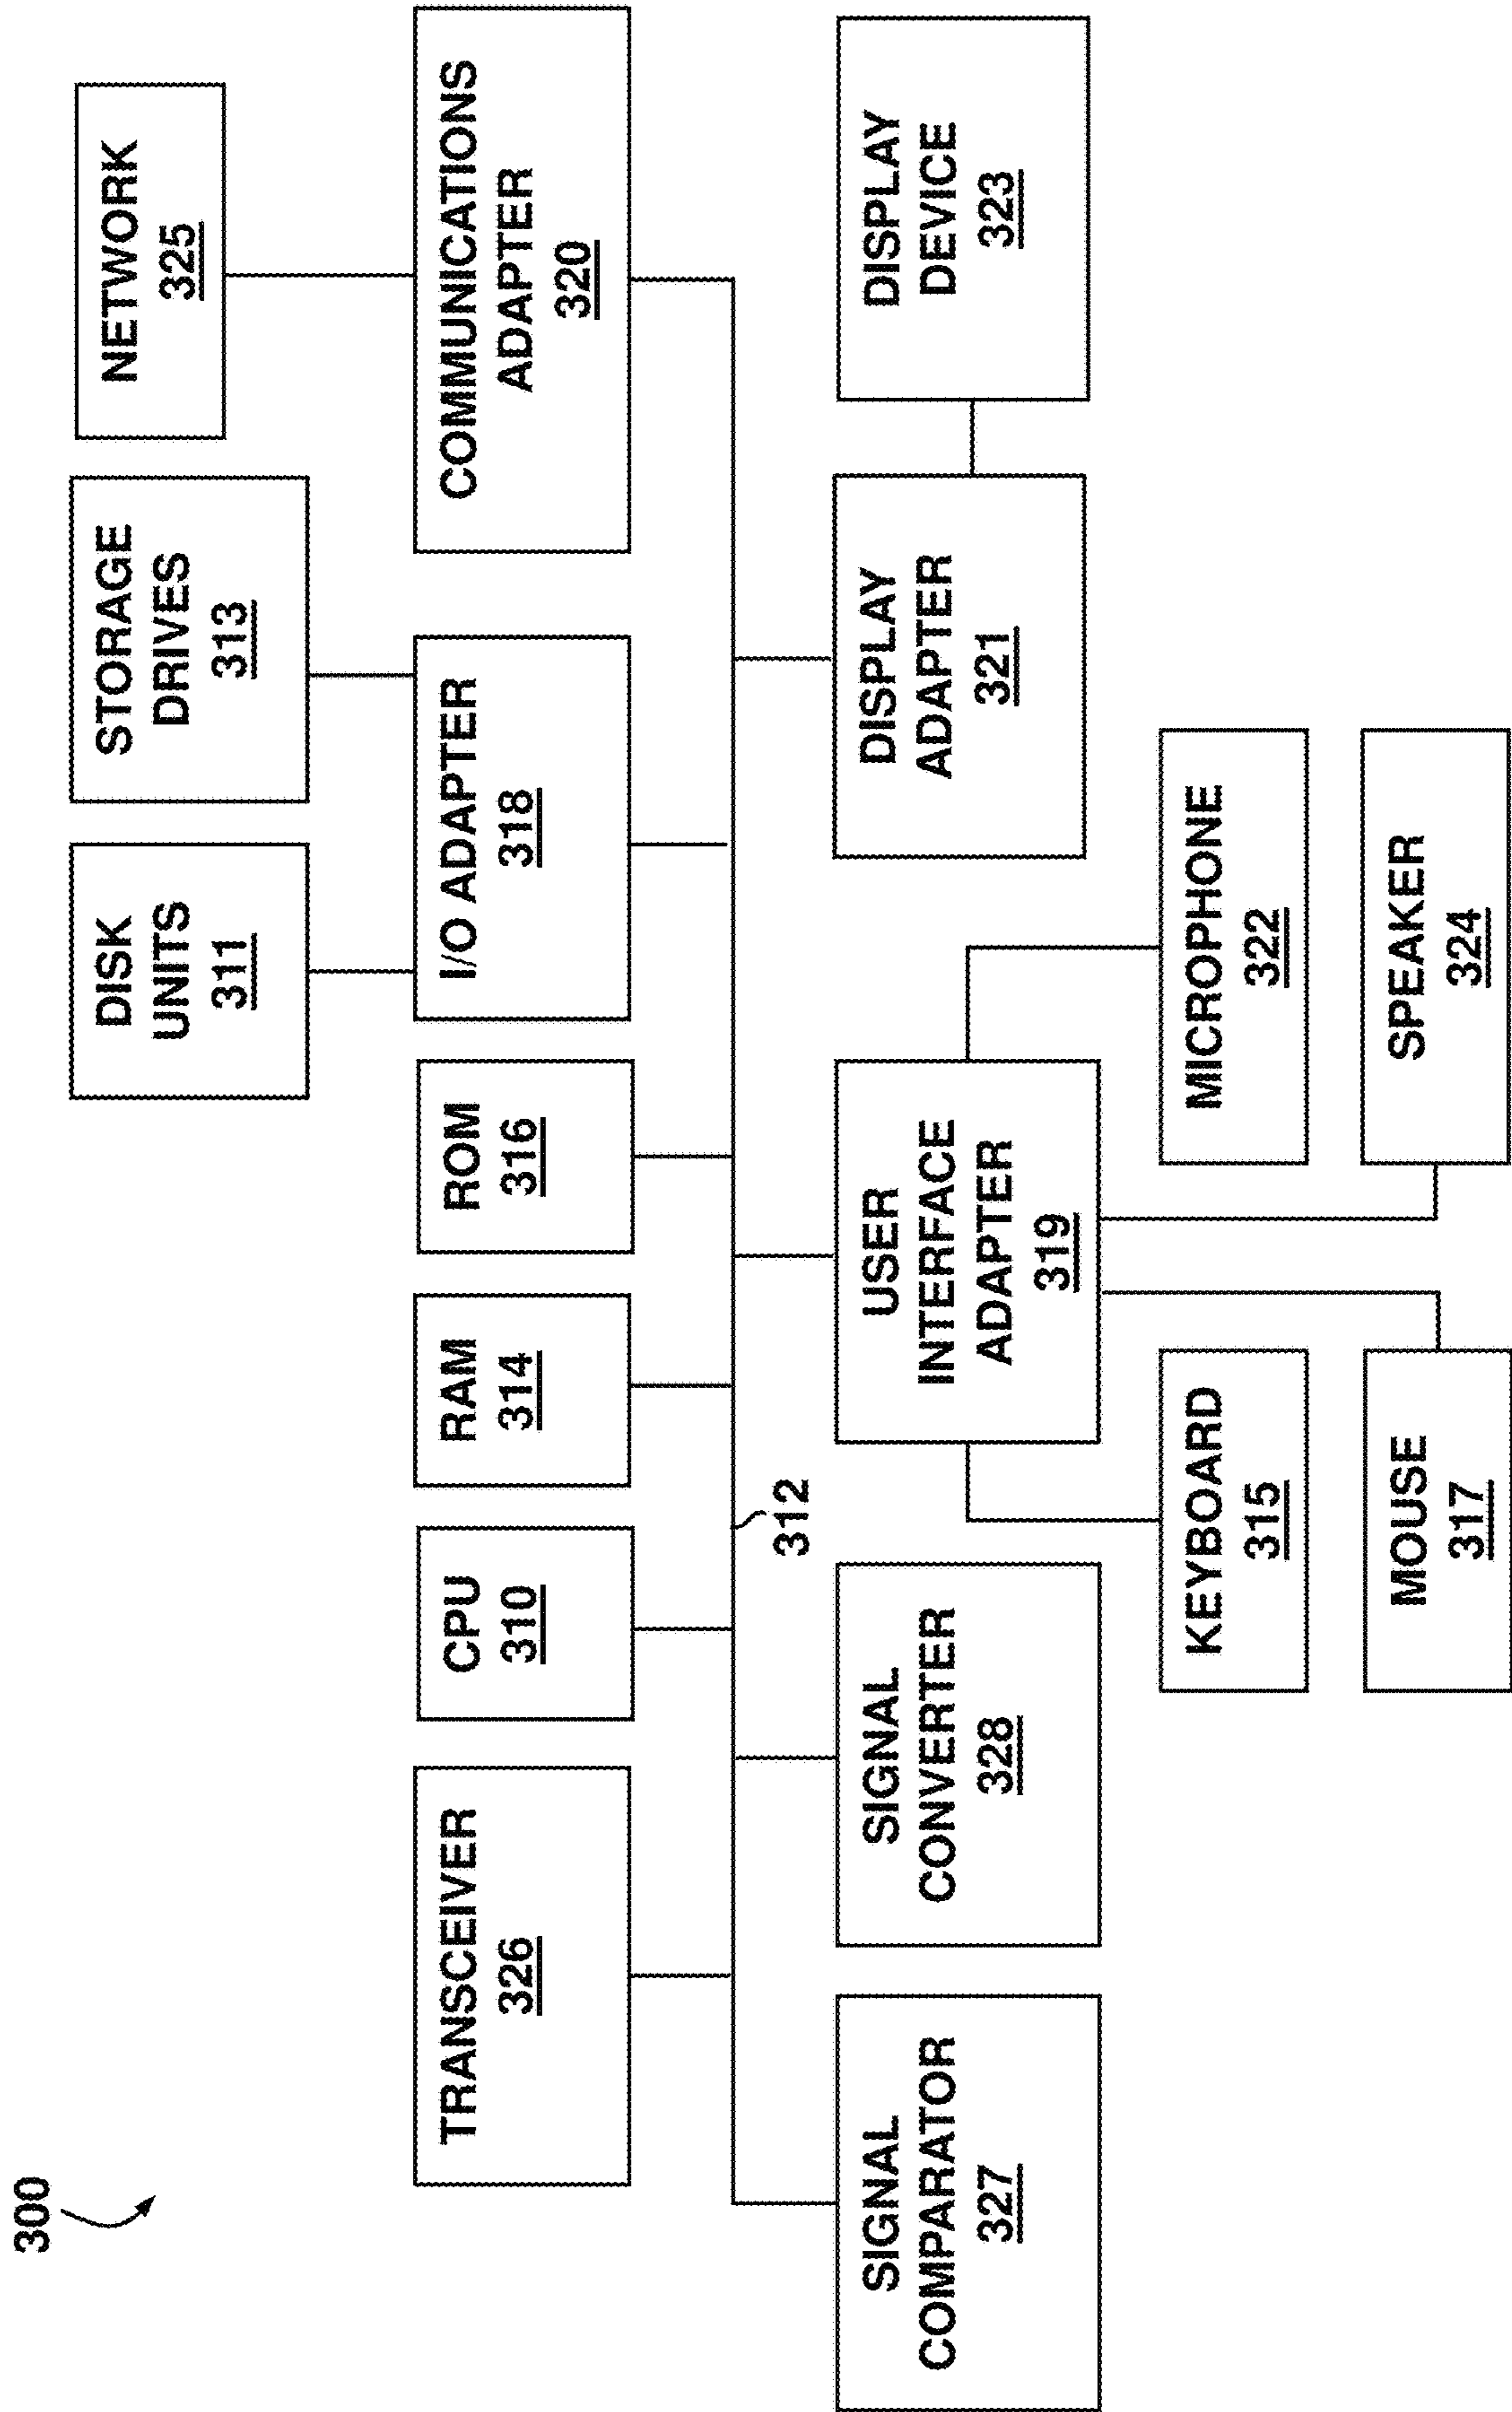 300
DISK
UNITS
311
STORAGE
DRIVES
313
NETWORK
325
TRANSCEIVER
326
CPU
310
RAM
314
ROM
316
I/O ADAPTER
318
COMMUNICATIONS
ADAPTER
320
312
SIGNAL
COMPARATOR
327
SIGNAL
CONVERTER
328
USER
INTERFACE
ADAPTER
319
DISPLAY
ADAPTER
321
DISPLAY
DEVICE
323
KEYBOARD
315
MICROPHONE
322
MOUSE
317
SPEAKER
324